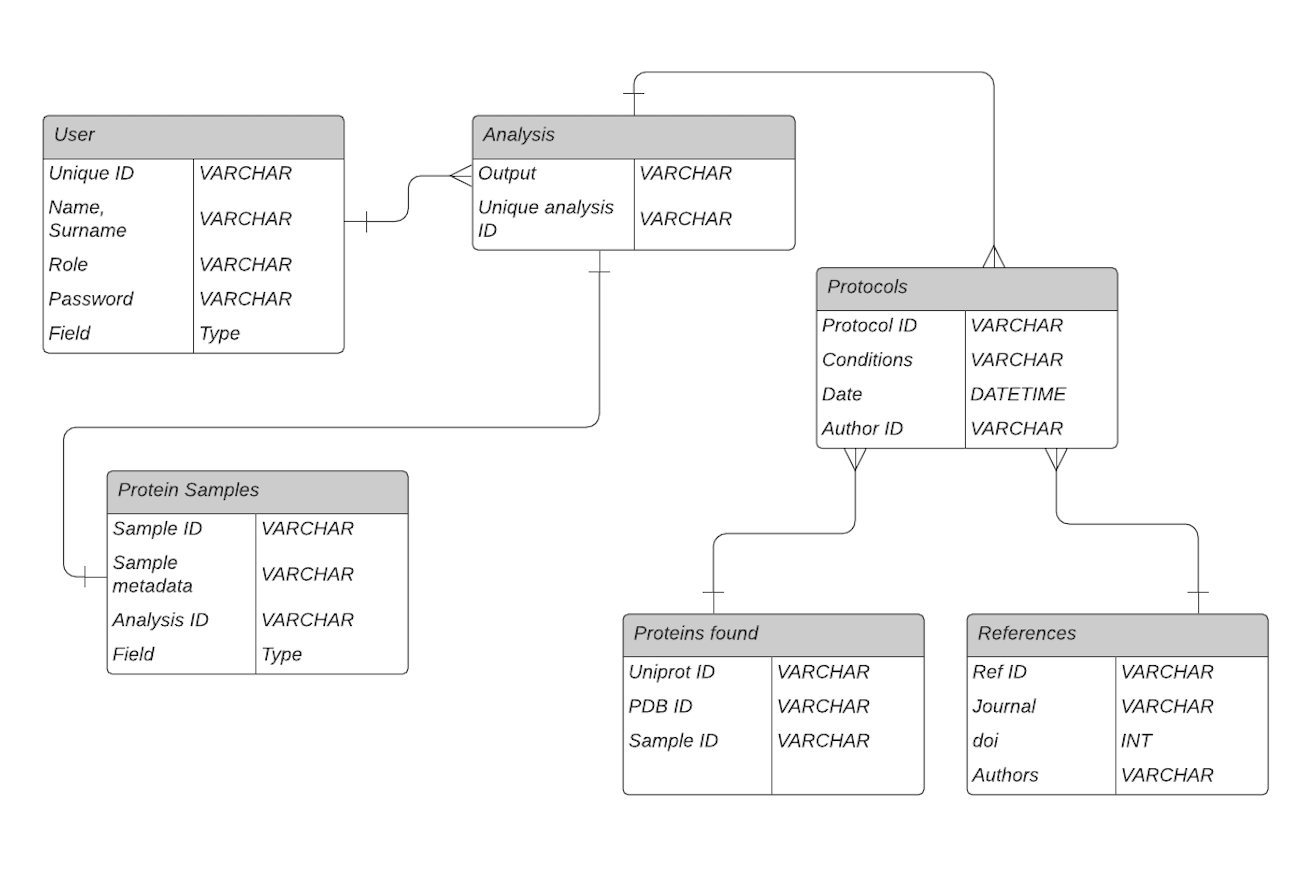 User
Unique ID VARCHAR
Name,
Surname VARCHAR
Role VARCHAR
Password VARCHAR
Field Type
Analysis
Output VARCHAR
Unique analysis
ID VARCHAR
Protocols
Protocol ID VARCHAR
Conditions VARCHAR
Date DATETIME
Author ID VARCHAR
Protein Samples
Sample ID VARCHAR
Sample
metadata VARCHAR
Analysis ID VARCHAR
Field Type
Proteins found
Uniprot ID VARCHAR
PDB ID VARCHAR
Sample ID VARCHAR
References
Ref ID VARCHAR
Journal VARCHAR
doi INT
Authors VARCHAR